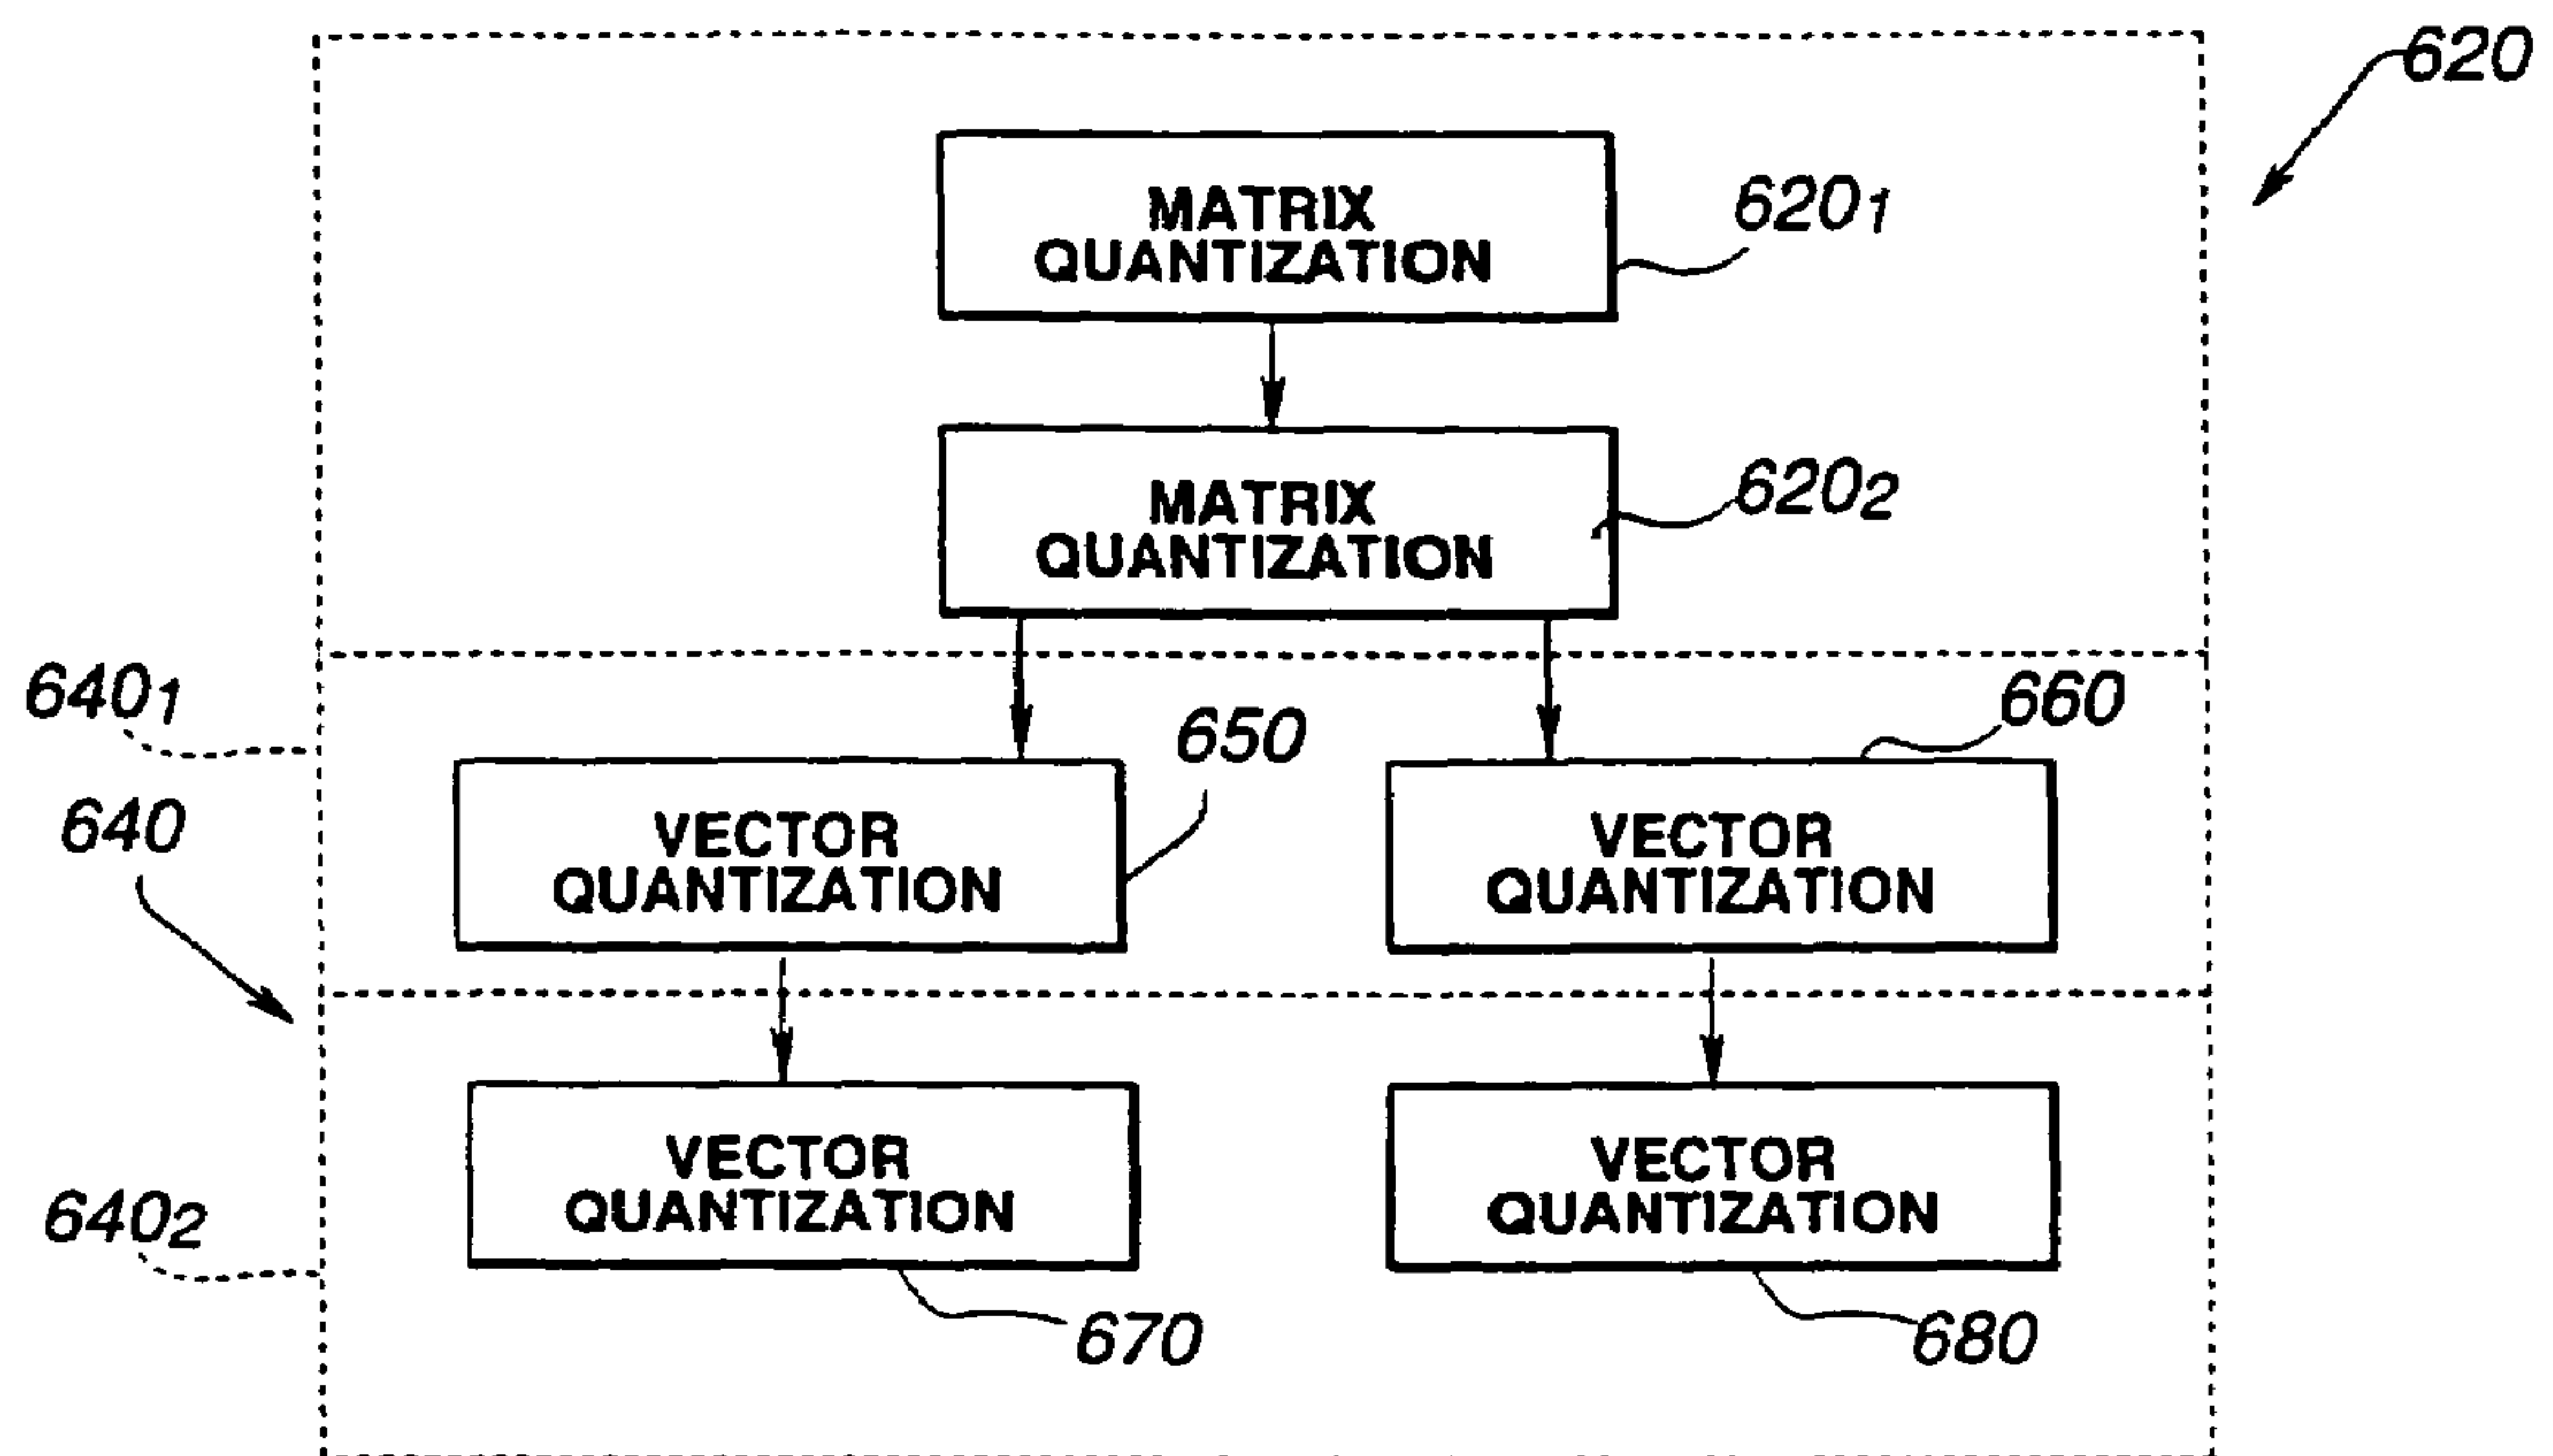 620
MATRIX
QUANTIZATION
620₁
MATRIX
QUANTIZATION
620₂
640₁
660
650
640
VECTOR
QUANTIZATION
VECTOR
QUANTIZATION
VECTOR
QUANTIZATION
VECTOR
QUANTIZATION
640₂
670
680